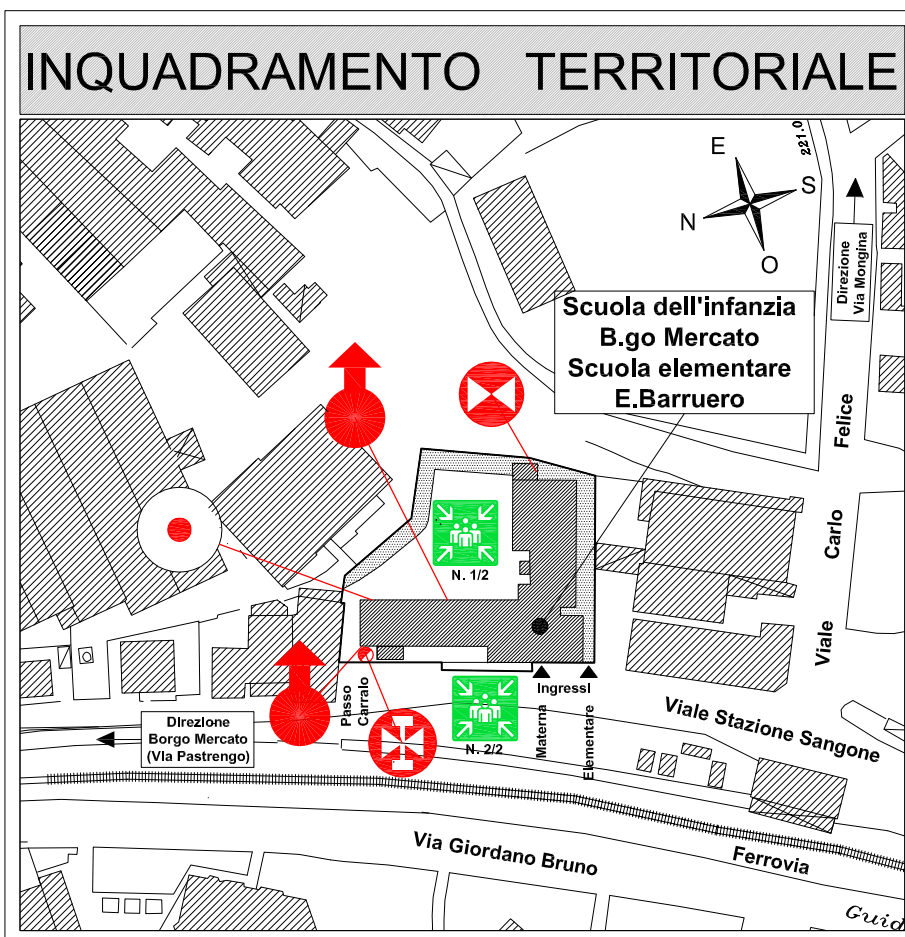 INQUADRAMENTO TERRITORIALE
221.0
E
S
N
O
Direzione
Via Mongina
Scuola dell'infanzia
B.go Mercato
Scuola elementare
E.Barruero
Viale Carlo Felice
N. 1/2
Passo
Carraio
Ingressi
Materna
Elementare
N. 2/2
Direzione
Borgo Mercato
(Via Pastrengo)
Viale Stazione Sangone
Via Giordano Bruno
Ferrovia
Guid